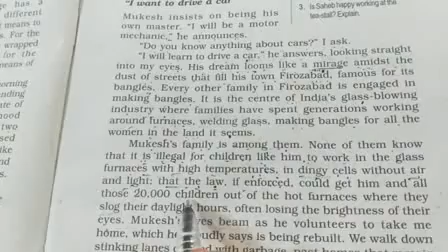 "I want to drive a car"
Mukesh insists on being his
own master. "I will be a motor
mechanic," he announces.
"Do you know anything about cars?" I ask.
"I will learn to drive a car," he answers, looking straight
into my eyes. His dream looms like a mirage amidst the
dust of streets that fill his town Firozabad, famous for its
bangles. Every other family in Firozabad is engaged in
making bangles. It is the centre of India's glass-blowing
industry where families have spent generations working
around furnaces, welding glass, making bangles for all the
women in the land it seems.
Mukesh's family is among them. None of them know
that it is illegal for children like him to work in the glass
furnaces with high temperatures, in dingy cells without air
and light; that the law, if enforced, could get him and all
those 20,000 children out of the hot furnaces where they
slog their daylight hours, often losing the brightness of their
eyes. Mukesh's eyes beam as he volunteers to take me
home, which he says is being rebuilt. We walk down
stinking lanes with garbage, past homes that
3. Is Saheb happy working at the
tea-stall? Explain.
has a
different
means to
s. For the
wrapped
for the
means of
orning
anding
ate of
hood
two
used